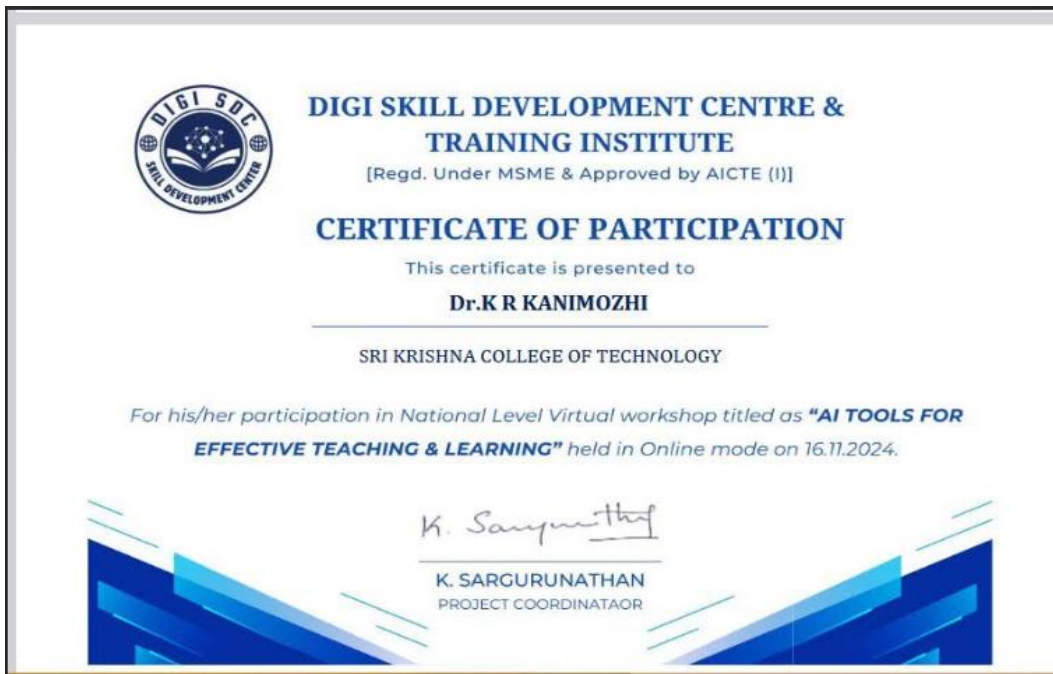 DIGI SDC
SKILL DEVELOPMENT CENTER
DIGI SKILL DEVELOPMENT CENTRE &
TRAINING INSTITUTE
[Regd. Under MSME & Approved by AICTE (I)]
CERTIFICATE OF PARTICIPATION
This certificate is presented to
Dr.K R KANIMOZHI
SRI KRISHNA COLLEGE OF TECHNOLOGY
For his/her participation in National Level Virtual workshop titled as "AI TOOLS FOR
EFFECTIVE TEACHING & LEARNING" held in Online mode on 16.11.2024.
K. SARGURUNATHAN
PROJECT COORDINATAOR